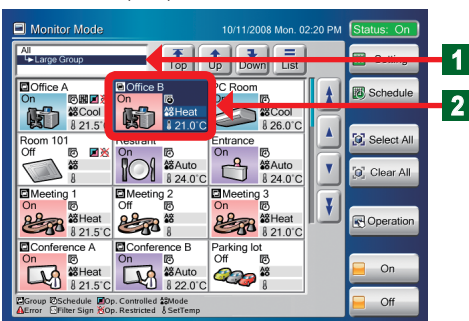 Monitor Mode 10/11/2008 Mon. 02:20 PM Status: On
All
Large Group
Top Up Down List
Setting
1
Office A
On
Cool
21.5°C
Office B
On
Heat
21.0°C
PC Room
On
Cool
26.0°C
Schedule
2
Room 101
Off
Restrant
On
Auto
24.0°C
Entrance
On
Auto
24.0°C
Select All
Clear All
Meeting 1
On
Heat
21.5°C
Meeting 2
Off
Meeting 3
On
Heat
21.0°C
Operation
Conference A
On
Heat
21.5°C
Conference B
On
Auto
22.0°C
Parking lot
Off
On
Off
Group Schedule Op. Controlled Mode
Error Filter Sign Op. Restricted SetTemp